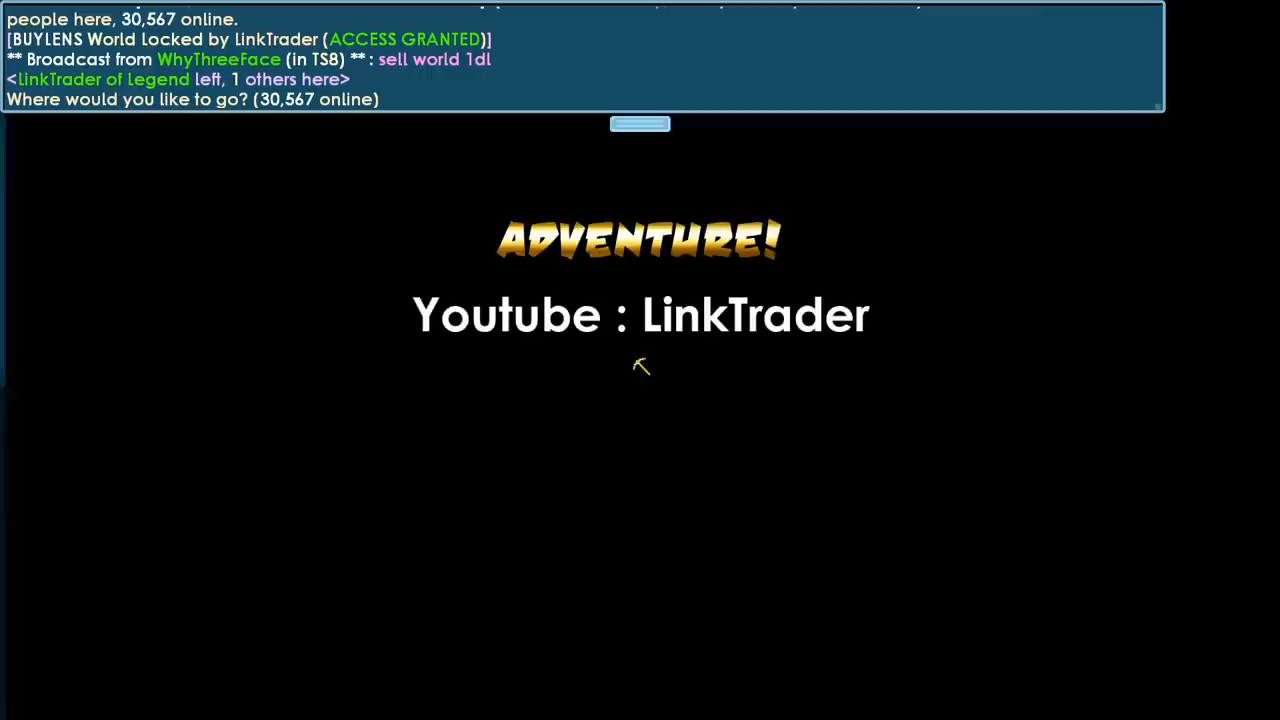 people here, 30,567 online.
[BUYLENS World Locked by LinkTrader (ACCESS GRANTED)]
** Broadcast from WhyThreeFace (in TS8) ** : sell world 1dl
<LinkTrader of Legend left, 1 others here>
Where would you like to go? (30,567 online)
ADVENTURE!
Youtube : LinkTrader